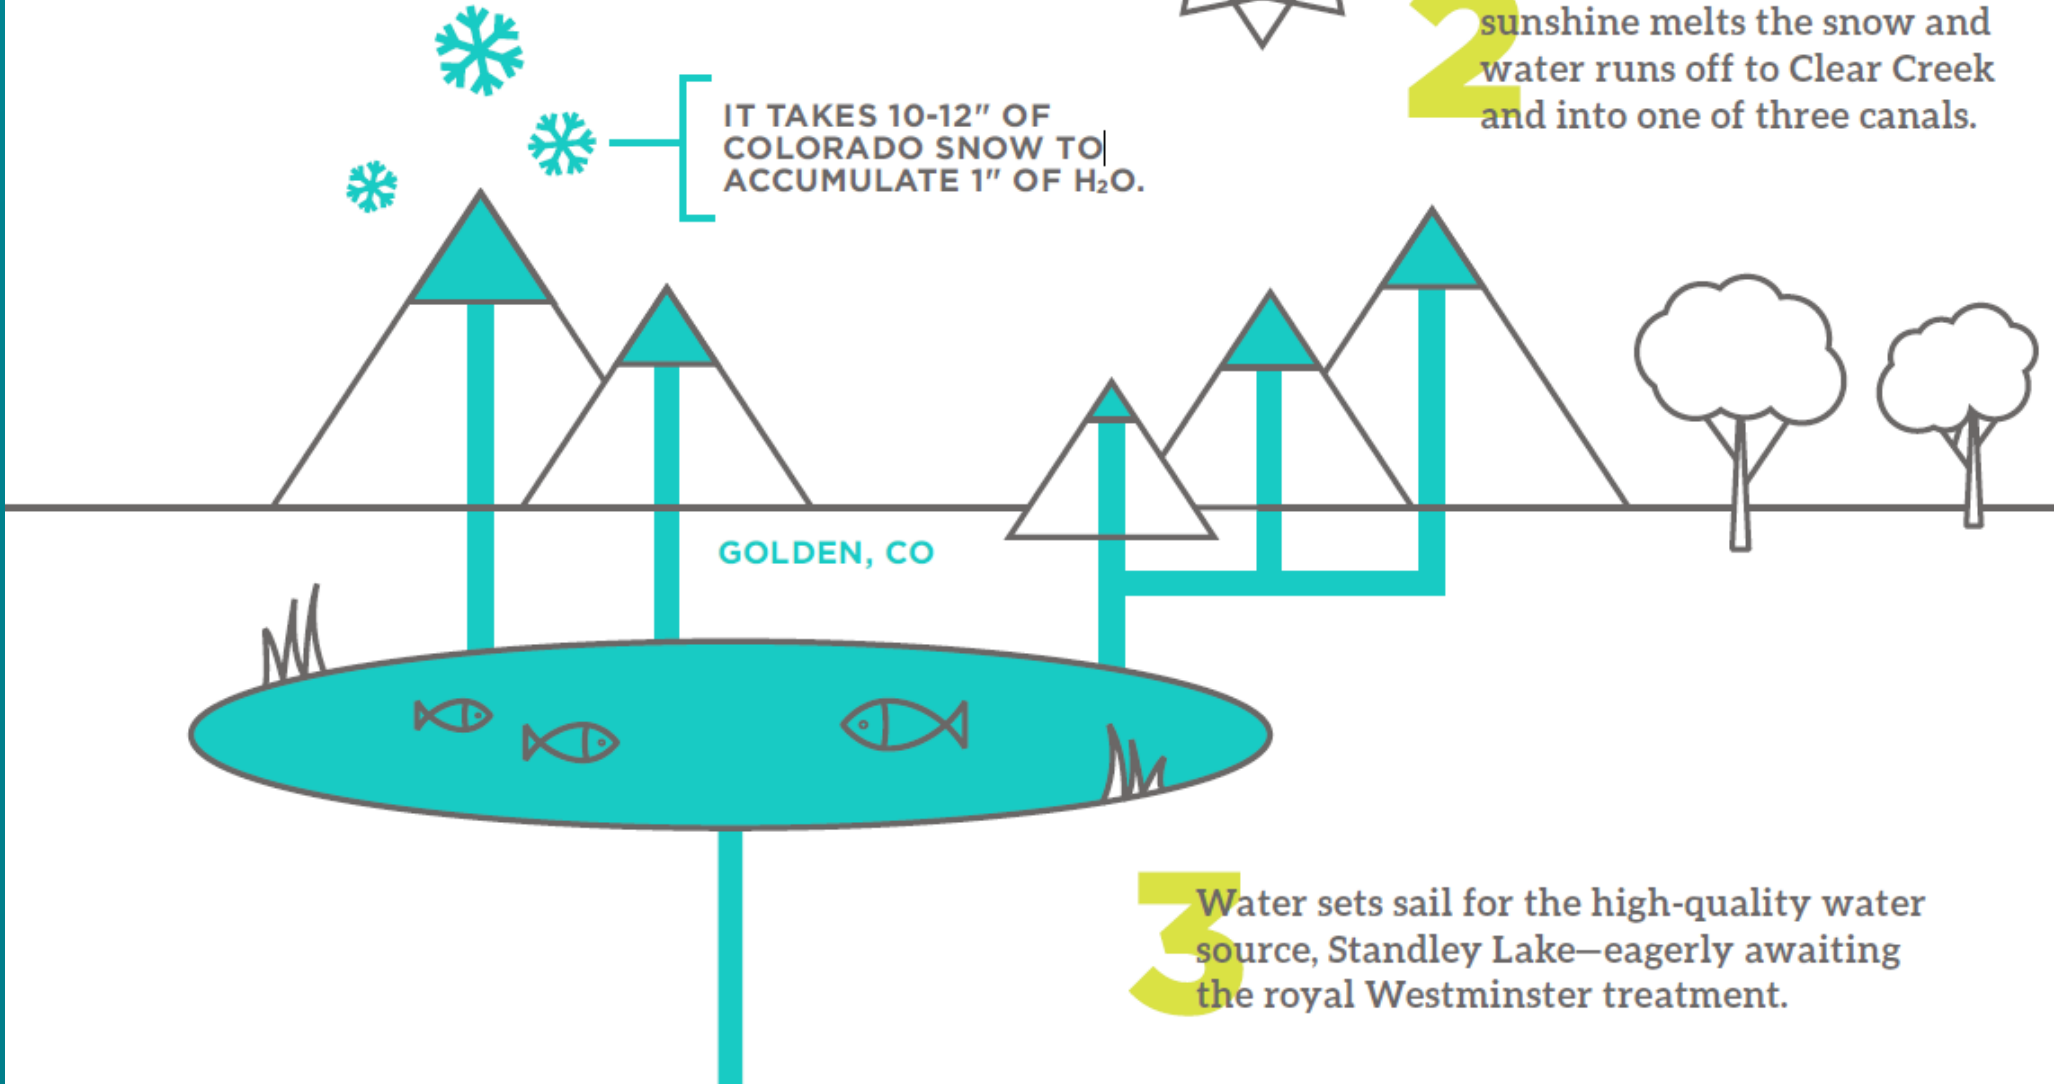 2
sunshine melts the snow and
water runs off to Clear Creek
and into one of three canals.
IT TAKES 10-12" OF
COLORADO SNOW TO
ACCUMULATE 1" OF H₂O.
GOLDEN, CO
3
Water sets sail for the high-quality water
source, Standley Lake—eagerly awaiting
the royal Westminster treatment.